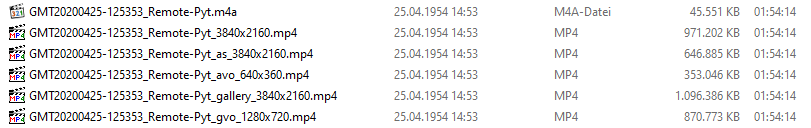 GMT20200425-125353_Remote-Pyt.m4a 25.04.1954 14:53 M4A-Datei 45.551 KB 01:54:14
GMT20200425-125353_Remote-Pyt_3840x2160.mp4 25.04.1954 14:53 MP4 971.202 KB 01:54:14
GMT20200425-125353_Remote-Pyt_as_3840x2160.mp4 25.04.1954 14:53 MP4 646.885 KB 01:54:14
GMT20200425-125353_Remote-Pyt_avo_640x360.mp4 25.04.1954 14:53 MP4 353.046 KB 01:54:14
GMT20200425-125353_Remote-Pyt_gallery_3840x2160.mp4 25.04.1954 14:53 MP4 1.096.386 KB 01:54:14
GMT20200425-125353_Remote-Pyt_gvo_1280x720.mp4 25.04.1954 14:53 MP4 870.773 KB 01:54:14